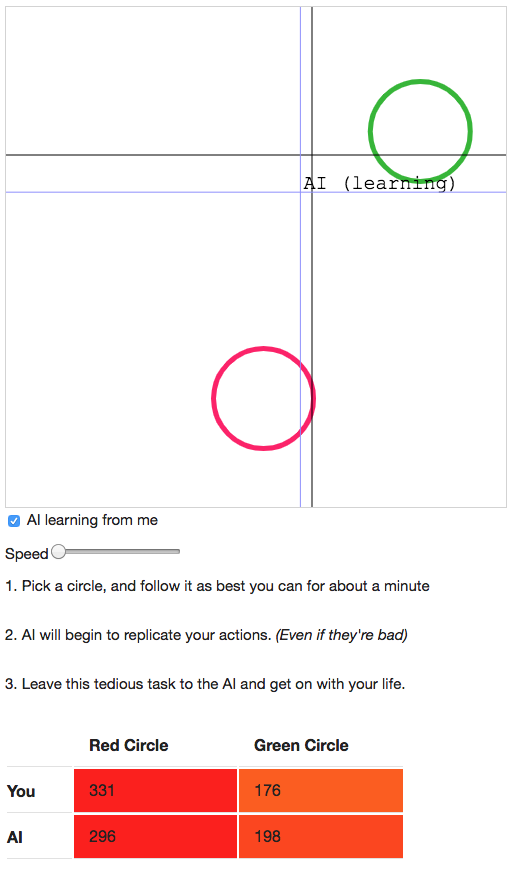 AI (learning)
AI learning from me
Speed
1. Pick a circle, and follow it as best you can for about a minute
2. AI will begin to replicate your actions. (Even if they're bad)
3. Leave this tedious task to the AI and get on with your life.
Red Circle Green Circle
You 331 176
AI 296 198